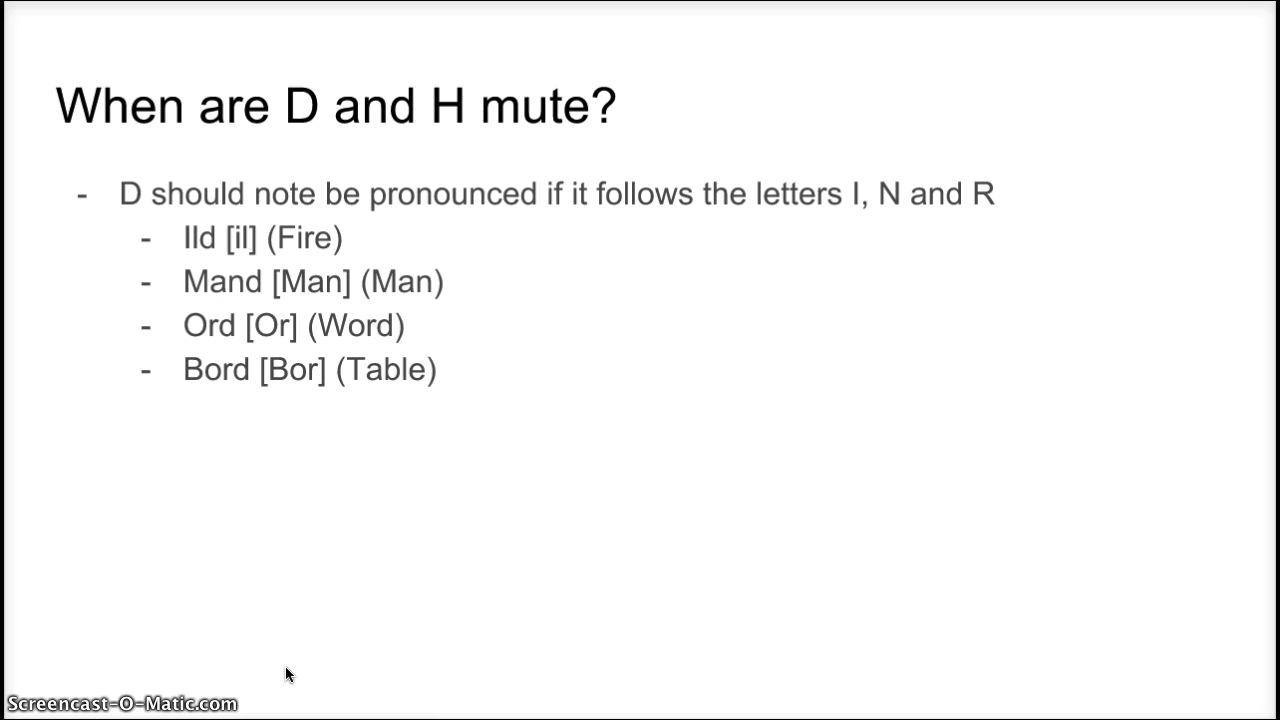 When are D and H mute?
- D should note be pronounced if it follows the letters I, N and R
- Ild [il] (Fire)
- Mand [Man] (Man)
- Ord [Or] (Word)
- Bord [Bor] (Table)
Screencast-O-Matic.com